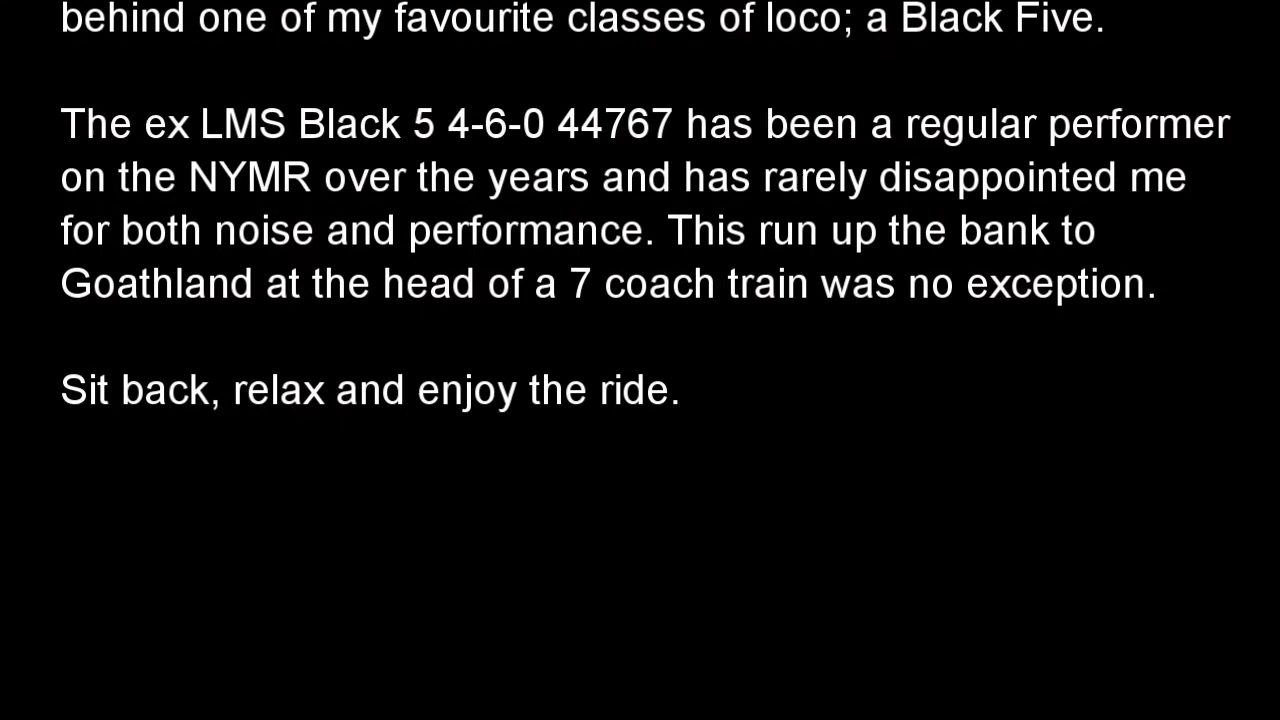 behind one of my favourite classes of loco; a Black Five.
The ex LMS Black 5 4-6-0 44767 has been a regular performer
on the NYMR over the years and has rarely disappointed me
for both noise and performance. This run up the bank to
Goathland at the head of a 7 coach train was no exception.
Sit back, relax and enjoy the ride.